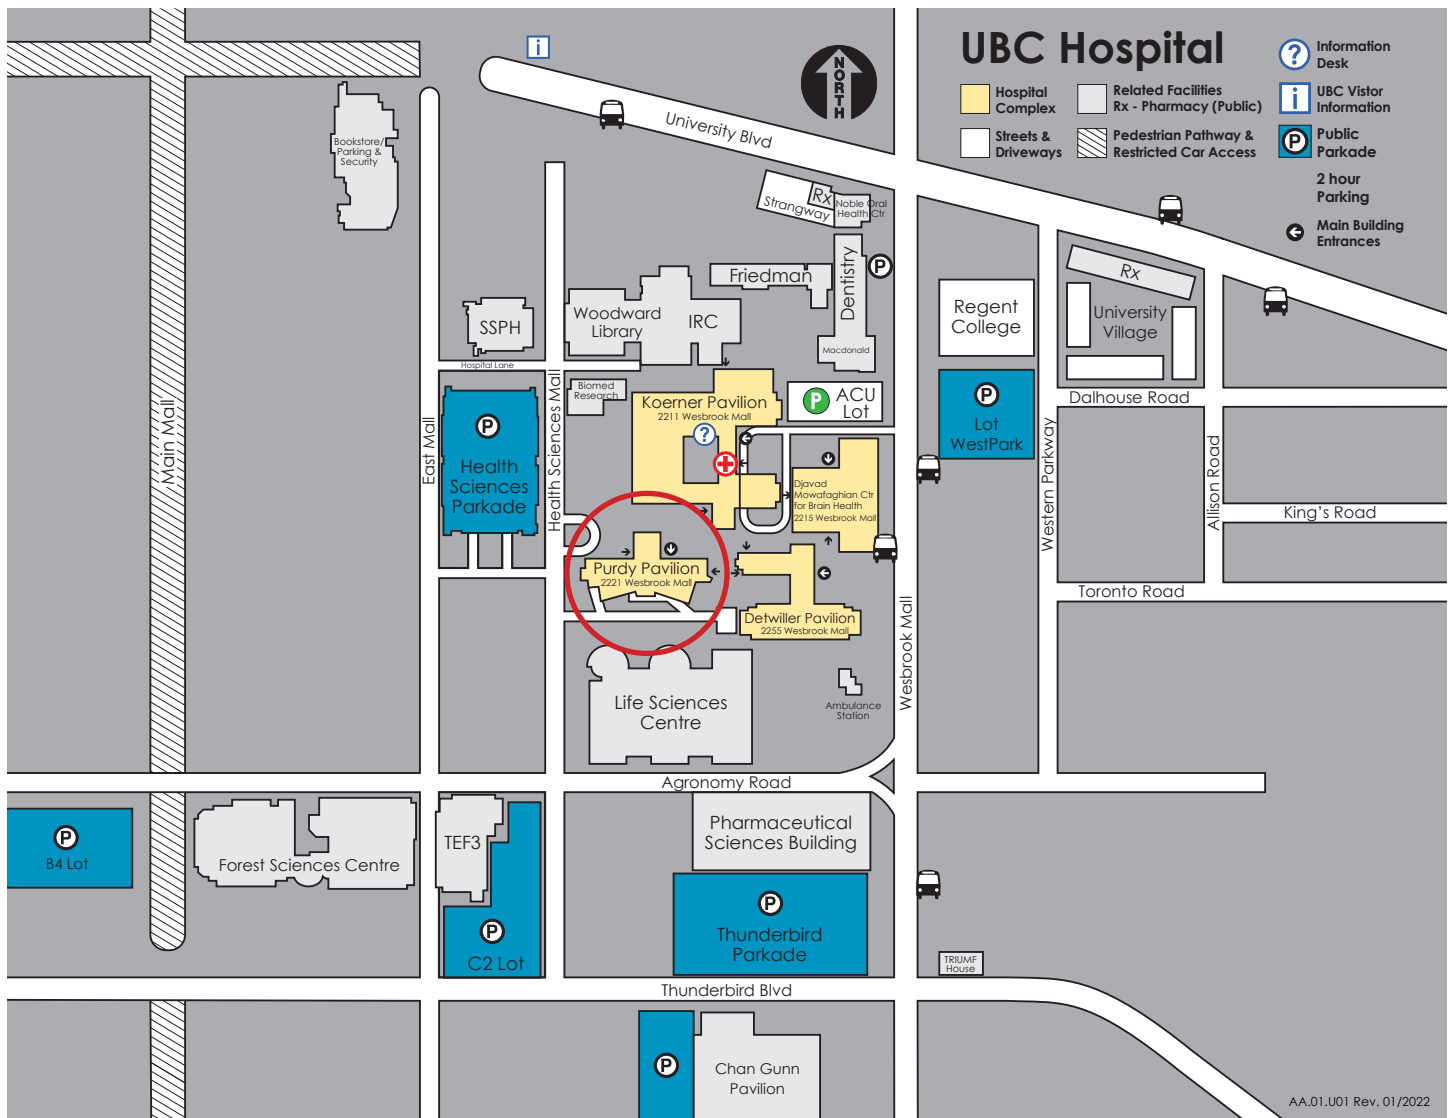 UBC Hospital
Hospital
Complex
Related Facilities
Rx - Pharmacy (Public)
Streets &
Driveways
Pedestrian Pathway &
Restricted Car Access
?
Information
Desk
i
UBC Vistor
Information
P
Public
Parkade
2 hour
Parking
Main Building
Entrances
i
NORTH
University Blvd
Bookstore/
Parking &
Security
Rx
Strangway
Noble Oral
Health Ctr
Friedman
Dentistry
P
Macdonald
SSPH
Woodward
Library
IRC
Hospital Lane
Biomed
Research
Regent
College
Rx
University
Village
Koerner Pavilion
2211 Wesbrook Mall
?
P
ACU
Lot
P
Lot
WestPark
Dalhouse Road
Main Mall
East Mall
P
Health
Sciences
Parkade
Health Sciences Mall
Djavad
Mowafaghian Ctr
for Brain Health
2215 Wesbrook Mall
Western Parkway
Allison Road
King's Road
Purdy Pavilion
2221 Wesbrook Mall
Toronto Road
Detwiller Pavilion
2255 Wesbrook Mall
Wesbrook Mall
Life Sciences
Centre
Ambulance
Station
Agronomy Road
P
B4 Lot
Forest Sciences Centre
TEF3
P
C2 Lot
Pharmaceutical
Sciences Building
P
Thunderbird
Parkade
TRIUMF
House
Thunderbird Blvd
P
Chan Gunn
Pavilion
AA.01.U01 Rev. 01/2022